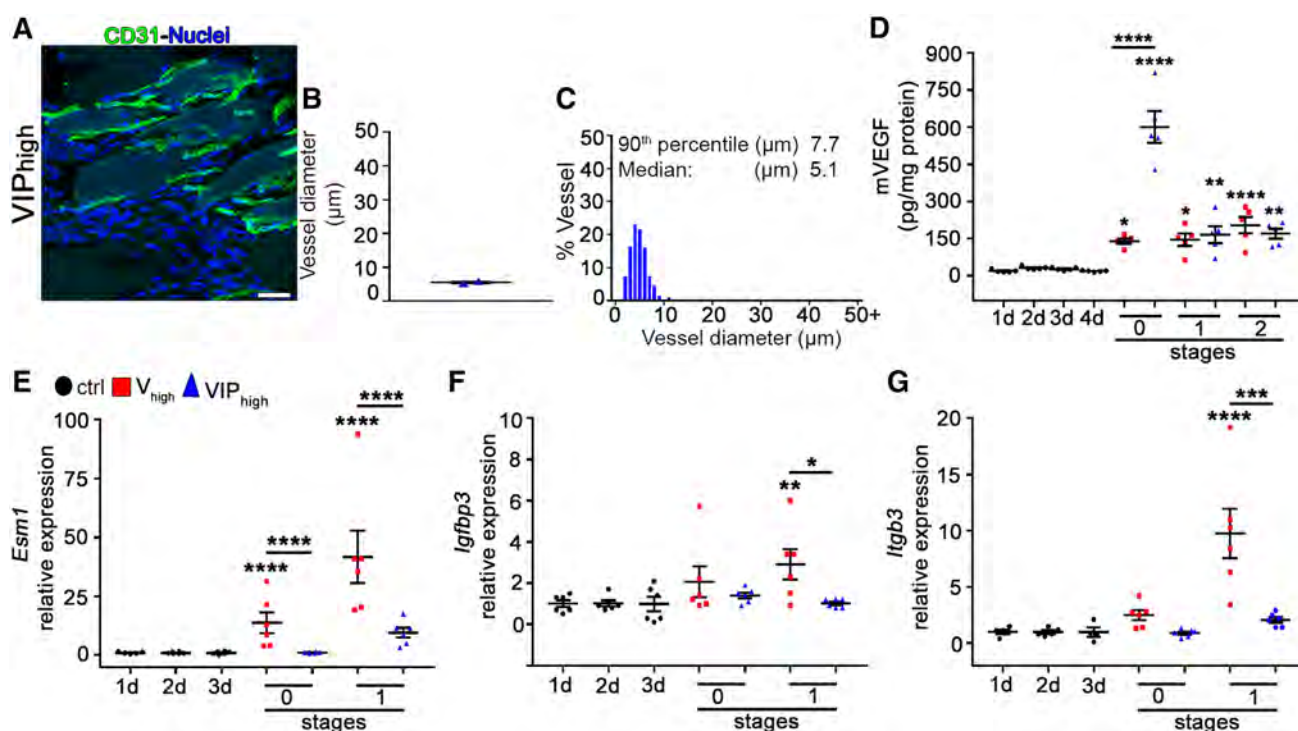 A
CD31-Nuclei
VIPhigh
B
Vessel diameter
(µm)
50
40
30
20
10
0
C
% Vessel
50
40
30
20
10
0
90th percentile (µm) 7.7
Median: (µm) 5.1
0 10 20 30 40 50+
Vessel diameter (µm)
D
mVEGF
(pg/mg protein)
900
750
600
450
300
150
0
****
****
* * ** **** **
1d 2d 3d 4d
0 1 2
stages
E
ctrl Vhigh VIPhigh
Esm1
relative expression
100
75
50
25
0
**** ****
**** ****
1d 2d 3d
0 1
stages
F
Igfbp3
relative expression
10
8
6
4
2
0
*
**
1d 2d 3d
0 1
stages
G
Itgb3
relative expression
20
15
10
5
0
***
****
1d 2d 3d
0 1
stages